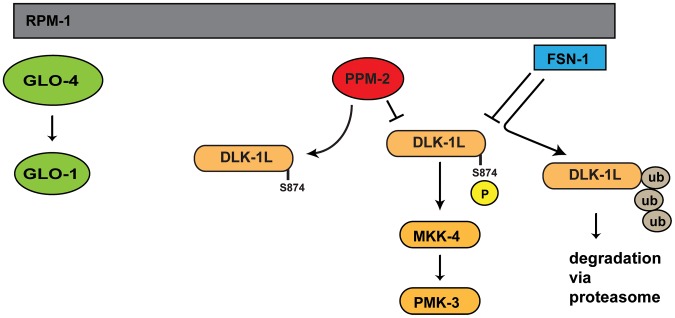 RPM-1
GLO-4
PPM-2
FSN-1
GLO-1
DLK-1L
S874
DLK-1L
S874
P
DLK-1L
ub
ub
ub
MKK-4
PMK-3
degradation
via
proteasome